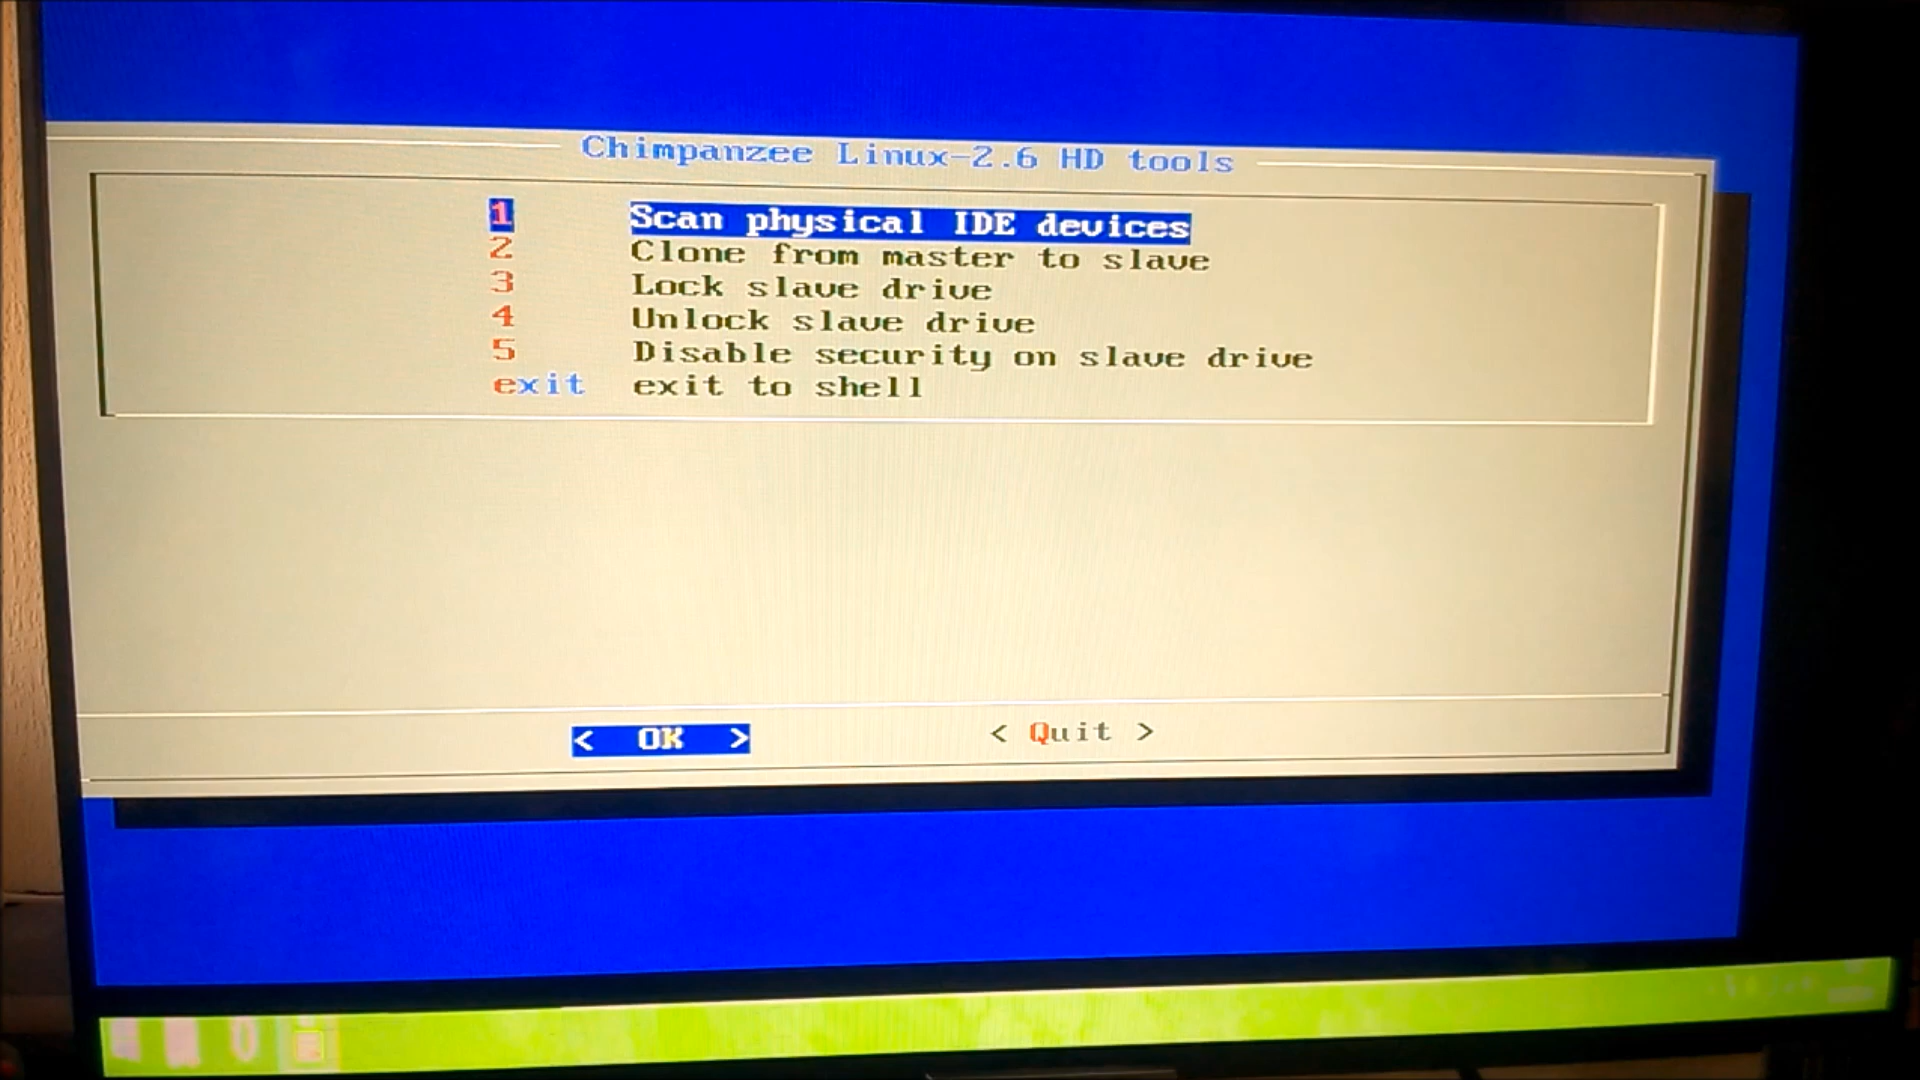 Chimpanzee Linux-2.6 HD tools
1 Scan physical IDE devices
2 Clone from master to slave
3 Lock slave drive
4 Unlock slave drive
5 Disable security on slave drive
exit exit to shell
< OK > < Quit >